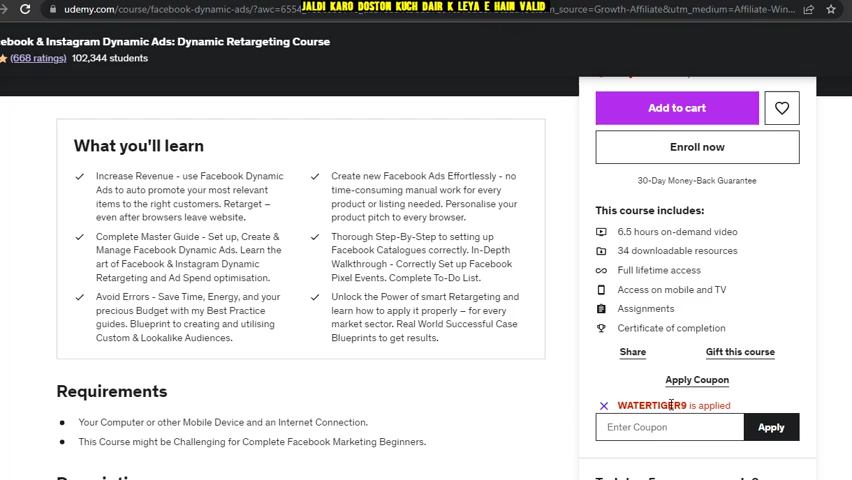 JALDI KARO DOSTON KUCH DAIR K LEYA E HAIN VALID
udemy.com/course/facebook-dynamic-ads/?awc=6554
_source=Growth-Affiliate&utm_medium=Affiliate-Win...
cebook & Instagram Dynamic Ads: Dynamic Retargeting Course
(668 ratings) 102,344 students
Add to cart
Enroll now
30-Day Money-Back Guarantee
What you'll learn
Increase Revenue - use Facebook Dynamic
Ads to auto promote your most relevant
items to the right customers. Retarget –
even after browsers leave website.
Create new Facebook Ads Effortlessly - no
time-consuming manual work for every
product or listing needed. Personalise your
product pitch to every browser.
Complete Master Guide - Set up, Create &
Manage Facebook Dynamic Ads. Learn the
art of Facebook & Instagram Dynamic
Retargeting and Ad Spend optimisation.
Thorough Step-By-Step to setting up
Facebook Catalogues correctly. In-Depth
Walkthrough - Correctly Set up Facebook
Pixel Events. Complete To-Do List.
Avoid Errors - Save Time, Energy, and your
precious Budget with my Best Practice
guides. Blueprint to creating and utilising
Custom & Lookalike Audiences.
Unlock the Power of smart Retargeting and
learn how to apply it properly – for every
market sector. Real World Successful Case
Blueprints to get results.
This course includes:
6.5 hours on-demand video
34 downloadable resources
Full lifetime access
Access on mobile and TV
Assignments
Certificate of completion
Share
Gift this course
Apply Coupon
WATERTIGER9 is applied
Enter Coupon
Apply
Requirements
Your Computer or other Mobile Device and an Internet Connection.
This Course might be Challenging for Complete Facebook Marketing Beginners.